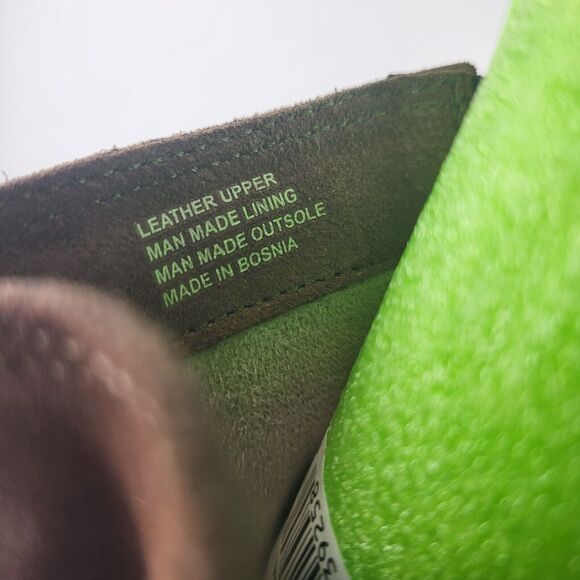 LEATHER UPPER
MAN MADE LINING
MAN MADE OUTSOLE
MADE IN BOSNIA